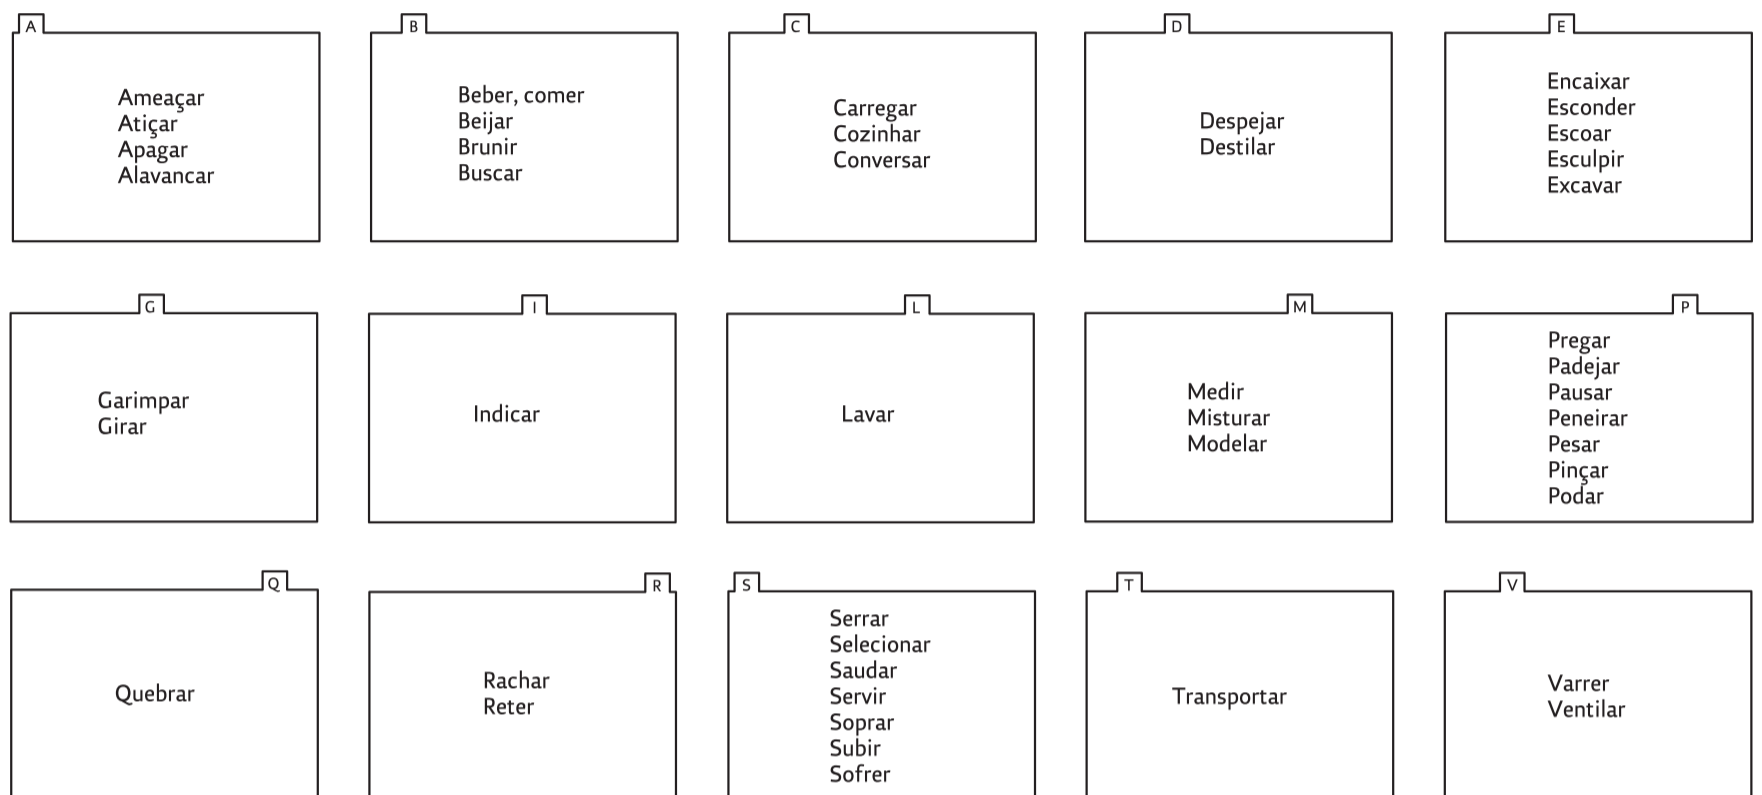 A
Ameaçar
Atiçar
Apagar
Alavancar
B
Beber, comer
Beijar
Brunir
Buscar
C
Carregar
Cozinhar
Conversar
D
Despejar
Destilar
E
Encaixar
Esconder
Escoar
Esculpir
Excavar
G
Garimpar
Girar
I
Indicar
L
Lavar
M
Medir
Misturar
Modelar
P
Pregar
Padejar
Pausar
Peneirar
Pesar
Pinçar
Podar
Q
Quebrar
R
Rachar
Reter
S
Serrar
Selecionar
Saudar
Servir
Soprar
Subir
Sofrer
T
Transportar
V
Varrer
Ventilar